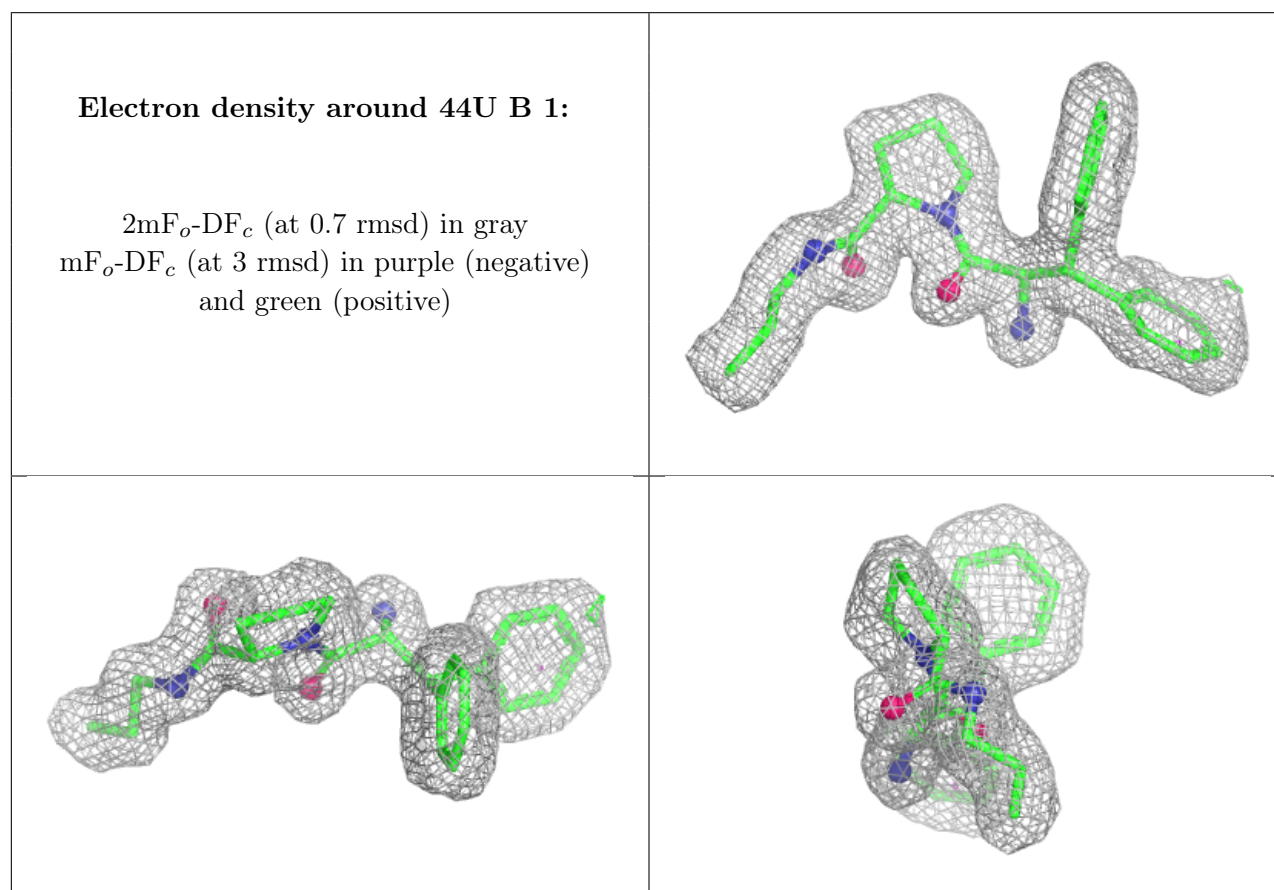 Electron density around 44U B 1:
2mFo-DFc (at 0.7 rmsd) in gray
mFo-DFc (at 3 rmsd) in purple (negative)
and green (positive)